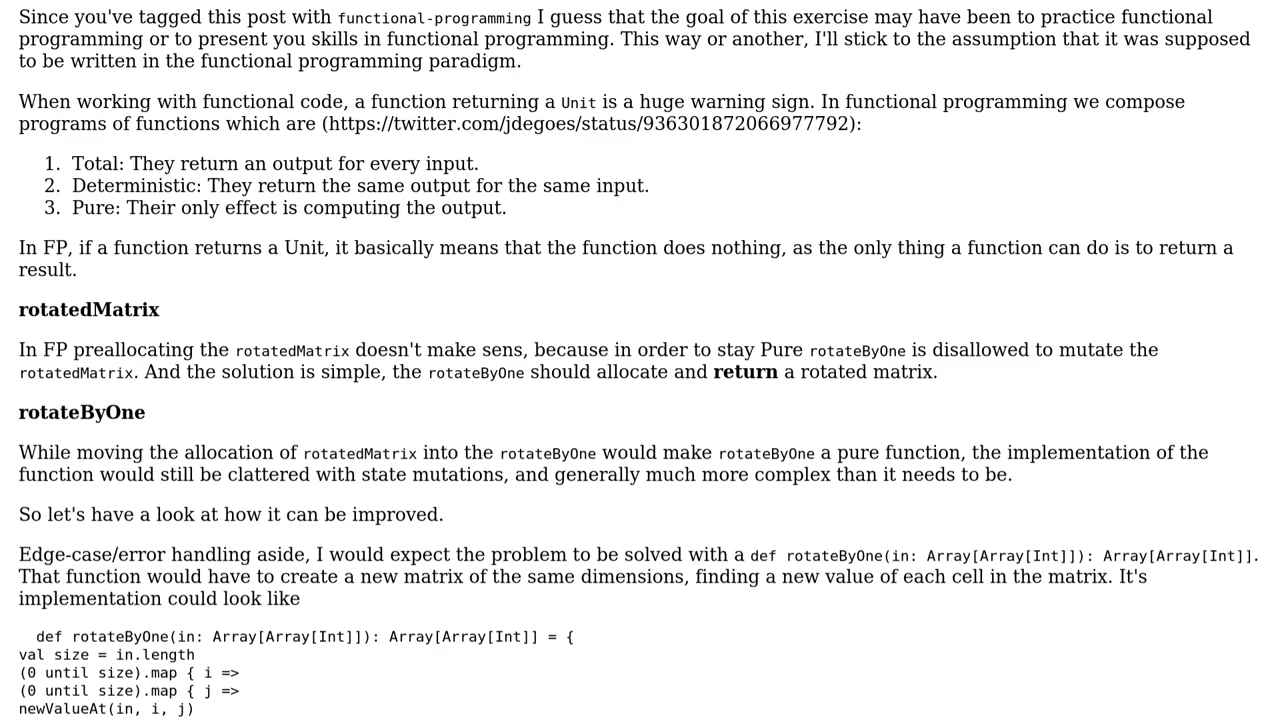 Since you've tagged this post with functional-programming I guess that the goal of this exercise may have been to practice functional
programming or to present you skills in functional programming. This way or another, I'll stick to the assumption that it was supposed
to be written in the functional programming paradigm.
When working with functional code, a function returning a Unit is a huge warning sign. In functional programming we compose
programs of functions which are (https://twitter.com/jdegoes/status/936301872066977792):
1. Total: They return an output for every input.
2. Deterministic: They return the same output for the same input.
3. Pure: Their only effect is computing the output.
In FP, if a function returns a Unit, it basically means that the function does nothing, as the only thing a function can do is to return a
result.
rotatedMatrix
In FP preallocating the rotatedMatrix doesn't make sens, because in order to stay Pure rotateByOne is disallowed to mutate the
rotatedMatrix. And the solution is simple, the rotateByOne should allocate and return a rotated matrix.
rotateByOne
While moving the allocation of rotatedMatrix into the rotateByOne would make rotateByOne a pure function, the implementation of the
function would still be clattered with state mutations, and generally much more complex than it needs to be.
So let's have a look at how it can be improved.
Edge-case/error handling aside, I would expect the problem to be solved with a def rotateByOne(in: Array[Array[Int]]): Array[Array[Int]].
That function would have to create a new matrix of the same dimensions, finding a new value of each cell in the matrix. It's
implementation could look like
def rotateByOne(in: Array[Array[Int]]): Array[Array[Int]] = {
val size = in.length
(0 until size).map { i =>
(0 until size).map { j =>
newValueAt(in, i, j)